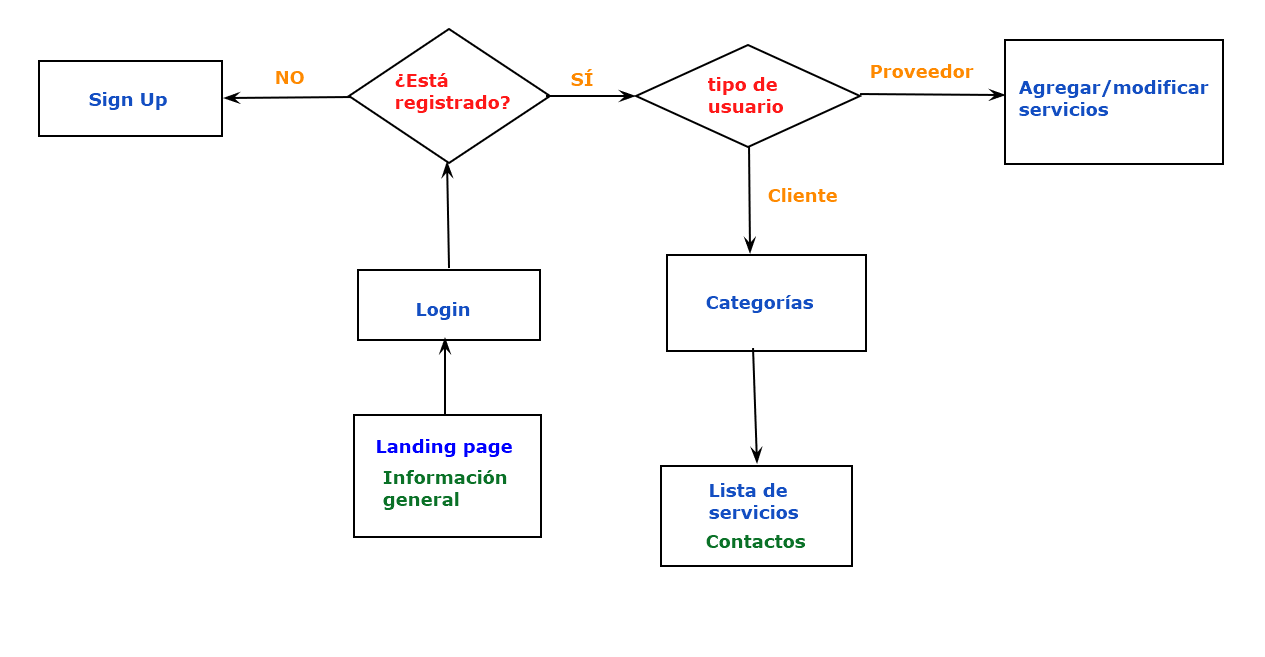 Sign Up
NO
¿Está
registrado?
SÍ
tipo de
usuario
Proveedor
Agregar/modificar
servicios
Cliente
Login
Categorías
Landing page
Información
general
Lista de
servicios
Contactos